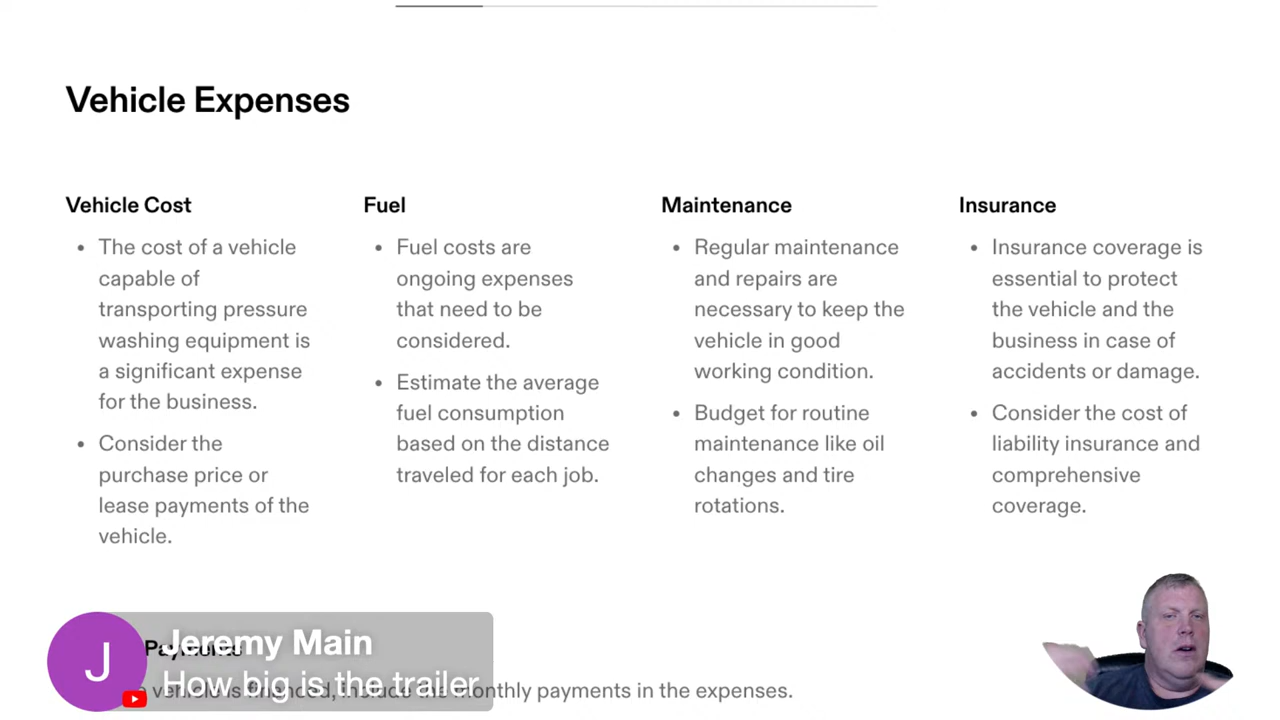 Vehicle Expenses
Vehicle Cost
• The cost of a vehicle
capable of
transporting pressure
washing equipment is
a significant expense
for the business.
• Consider the
purchase price or
lease payments of the
vehicle.
Fuel
• Fuel costs are
ongoing expenses
that need to be
considered.
• Estimate the average
fuel consumption
based on the distance
traveled for each job.
Maintenance
• Regular maintenance
and repairs are
necessary to keep the
vehicle in good
working condition.
• Budget for routine
maintenance like oil
changes and tire
rotations.
Insurance
• Insurance coverage is
essential to protect
the vehicle and the
business in case of
accidents or damage.
• Consider the cost of
liability insurance and
comprehensive
coverage.
Payments
vehicle is financed, include the monthly payments in the expenses.
J
Jeremy Main
How big is the trailer